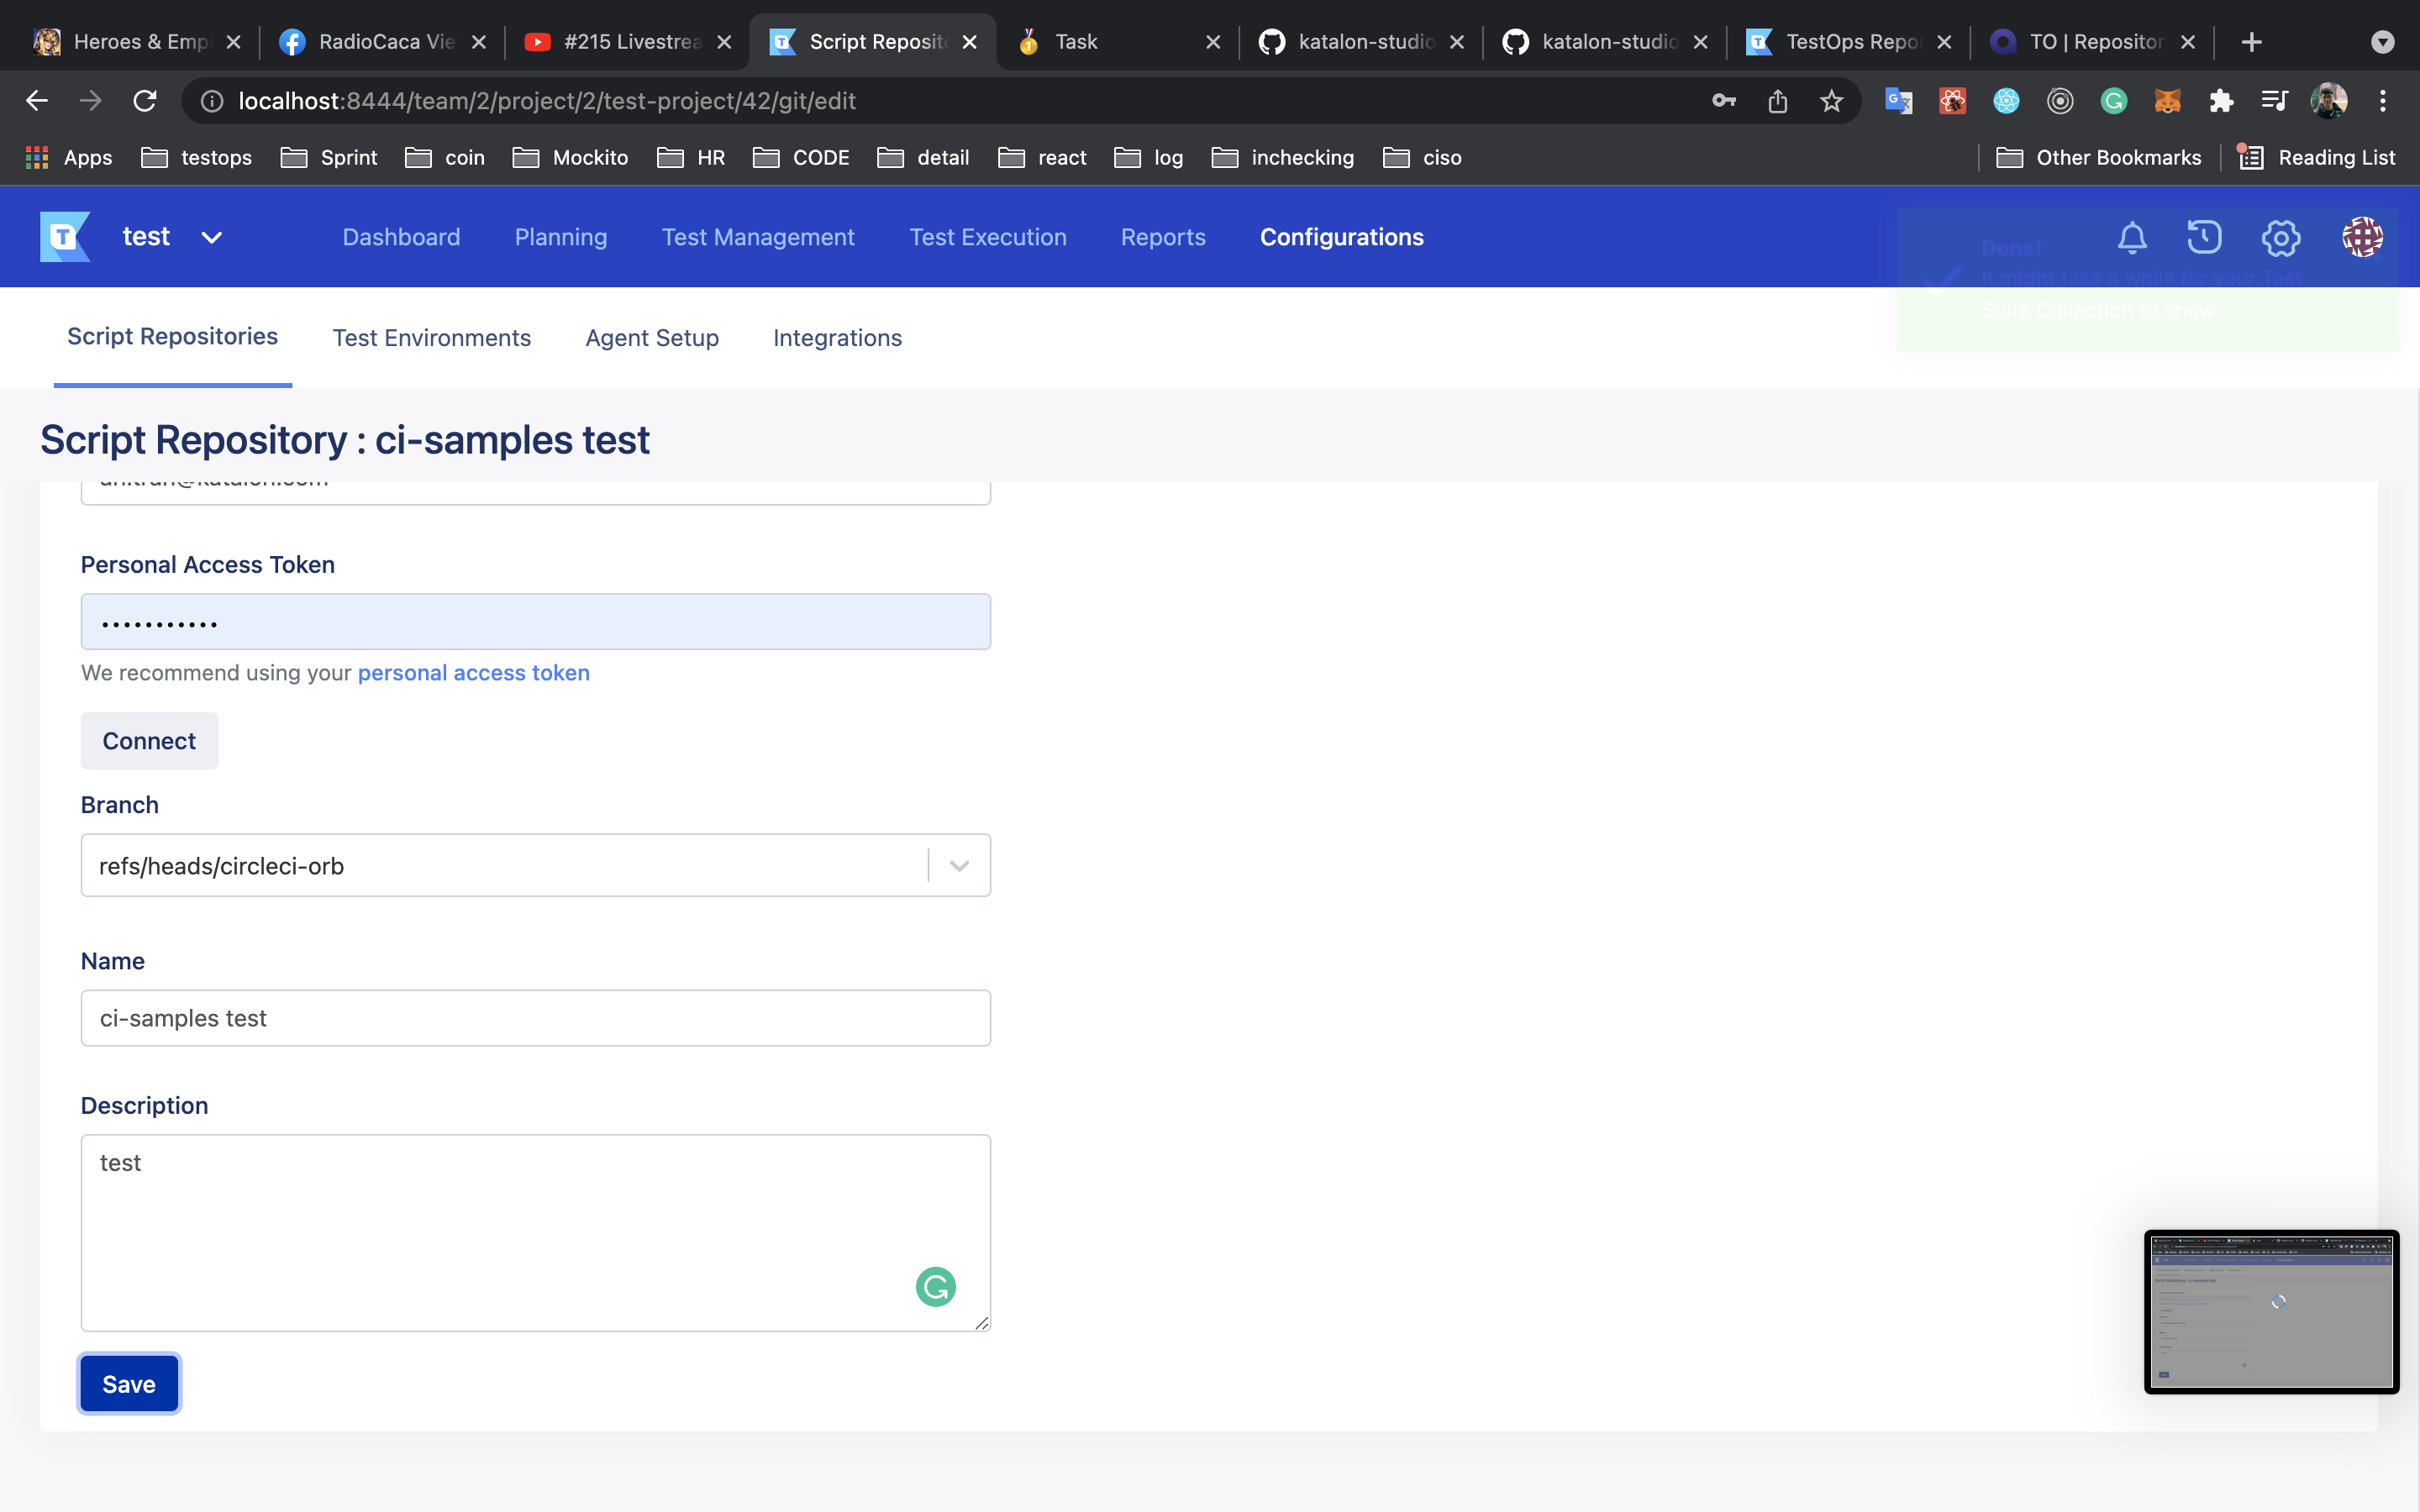 Heroes & Emp
RadioCaca Vie
#215 Livestrea
Script Reposito
Task
katalon-studio
katalon-studio
TestOps Repo
TO | Repositor
localhost:8444/team/2/project/2/test-project/42/git/edit
Apps
testops
Sprint
coin
Mockito
HR
CODE
detail
react
log
inchecking
ciso
Other Bookmarks
Reading List
test
Dashboard
Planning
Test Management
Test Execution
Reports
Configurations
Done!
It might take a while for your Test
Suite Collection to show.
Script Repositories
Test Environments
Agent Setup
Integrations
Script Repository : ci-samples test
Personal Access Token
We recommend using your personal access token
Connect
Branch
refs/heads/circleci-orb
Name
ci-samples test
Description
test
Save